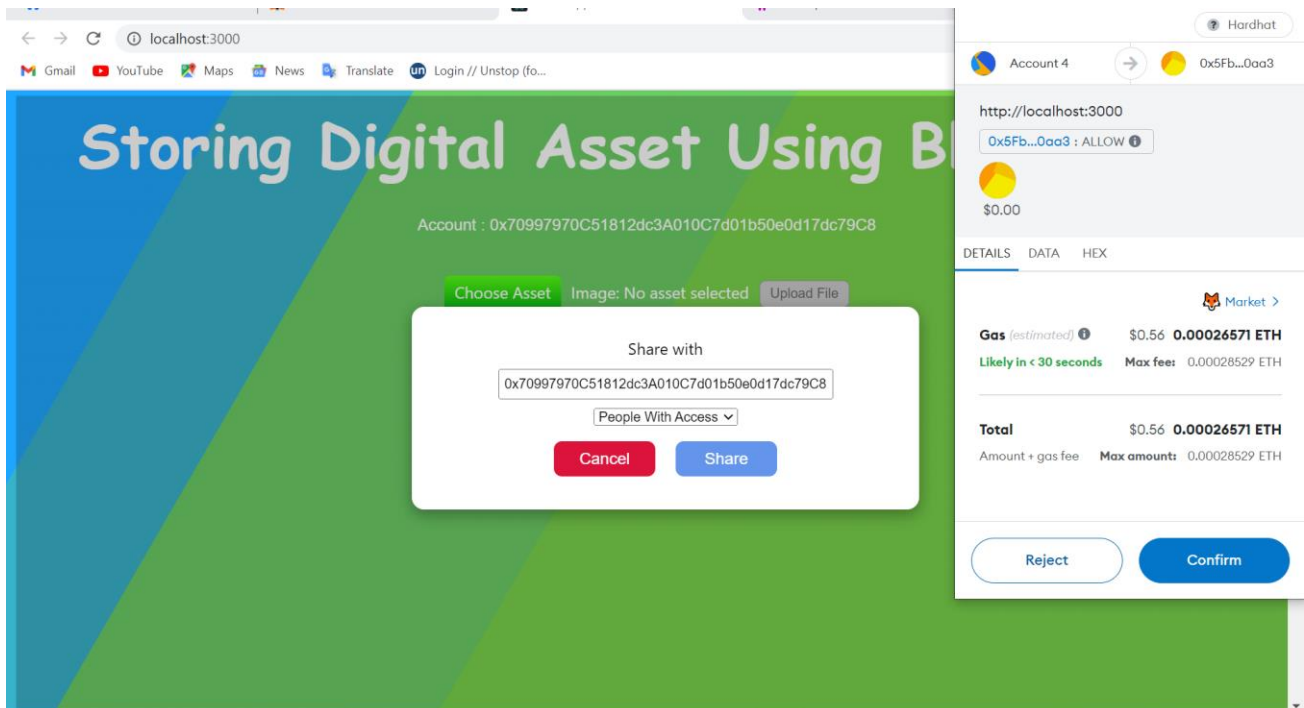 Hardhat
localhost:3000
Gmail YouTube Maps News Translate un Login // Unstop (fo...
Account 4 0x5Fb...0aa3
http://localhost:3000
0x5Fb...0aa3 : ALLOW
$0.00
DETAILS DATA HEX
Market >
Gas (estimated) $0.56 0.00026571 ETH
Likely in < 30 seconds Max fee: 0.00028529 ETH
Total $0.56 0.00026571 ETH
Amount + gas fee Max amount: 0.00028529 ETH
Reject Confirm
Storing Digital Asset Using Bl
Account : 0x70997970C51812dc3A010C7d01b50e0d17dc79C8
Choose Asset Image: No asset selected Upload File
Share with
0x70997970C51812dc3A010C7d01b50e0d17dc79C8
People With Access
Cancel Share